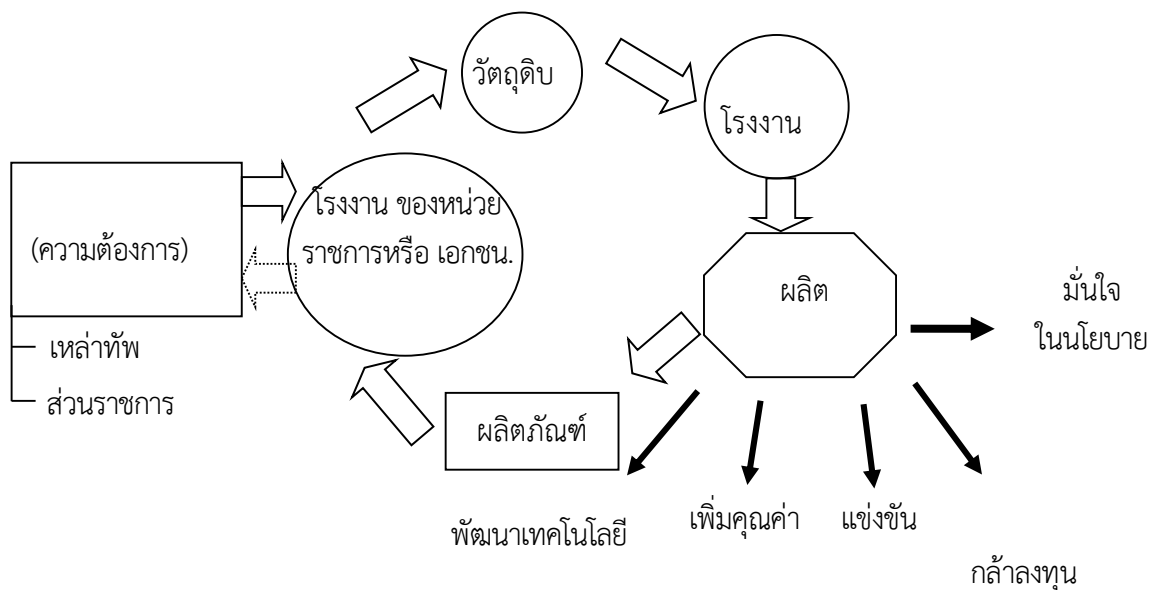 วัตถุดิบ
โรงงาน
โรงงาน ของหน่วย
ราชการหรือ เอกชน.
(ความต้องการ)
เหล่าทัพ
ส่วนราชการ
ผลิต
มั่นใจ
ในนโยบาย
ผลิตภัณฑ์
พัฒนาเทคโนโลยี
เพิ่มคุณค่า
แข่งขัน
กล้าลงทุน